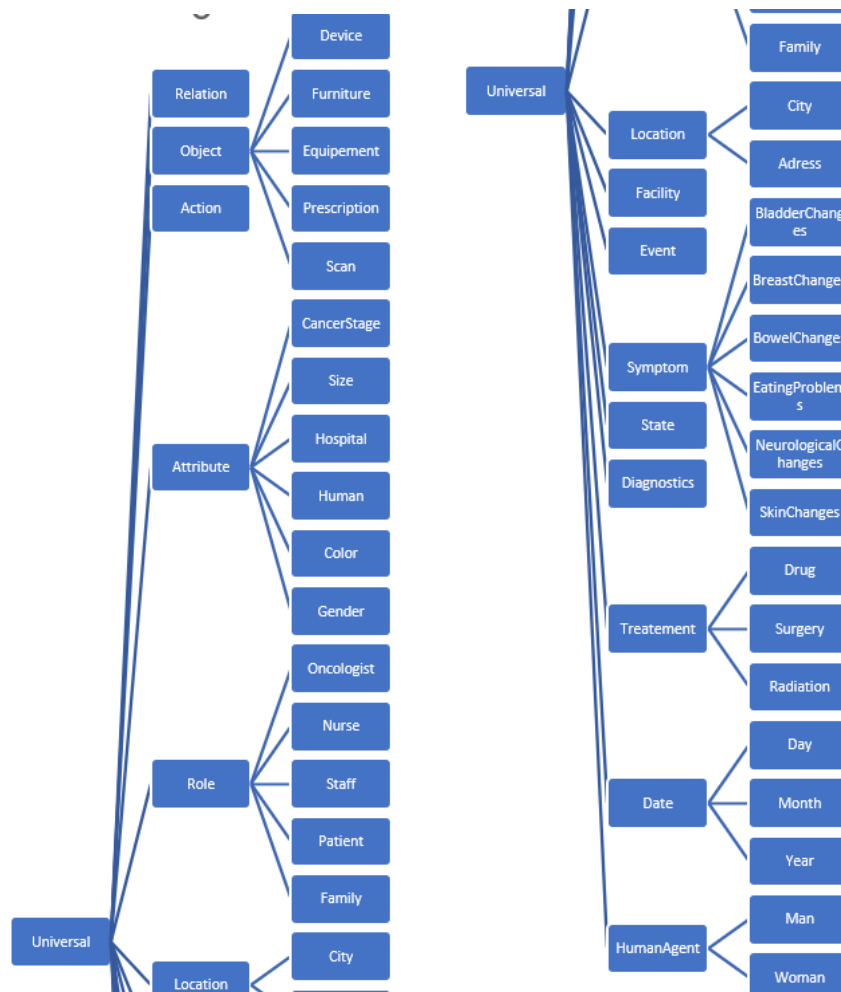 Device
Relation
Furniture
Object
Equipement
Action
Prescription
Scan
CancerStage
Size
Hospital
Attribute
Human
Color
Gender
Oncologist
Nurse
Role
Staff
Patient
Family
Universal
City
Location
Family
Universal
City
Location
Adress
Facility
BladderChang
es
Event
BreastChange
BowelChange
Symptom
EatingProblem
s
State
NeurologicalC
hanges
Diagnostics
SkinChanges
Drug
Treatement
Surgery
Radiation
Day
Date
Month
Year
Man
HumanAgent
Woman